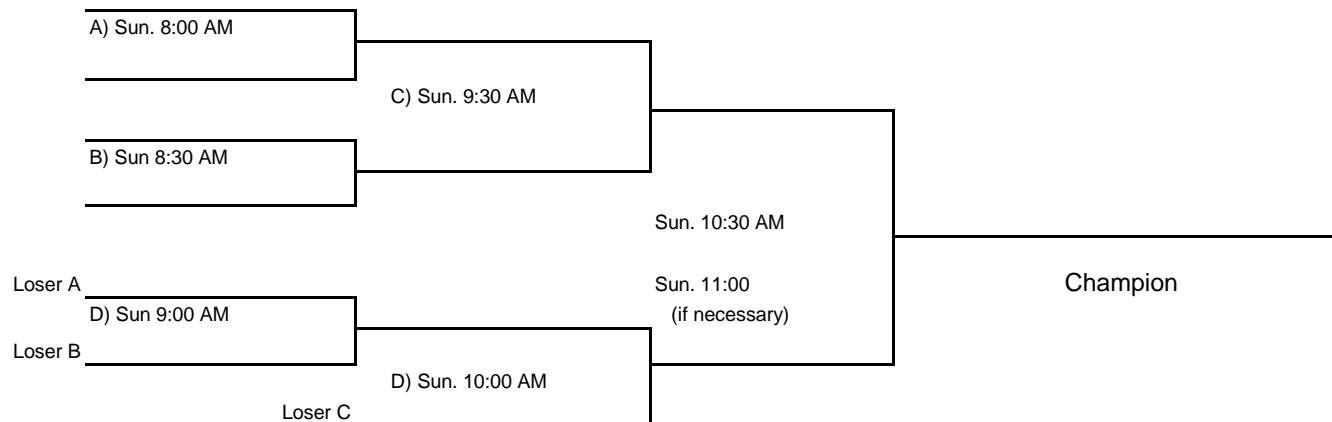 A) Sun. 8:00 AM
C) Sun. 9:30 AM
B) Sun 8:30 AM
Sun. 10:30 AM
Loser A
Sun. 11:00
Champion
D) Sun 9:00 AM
(if necessary)
Loser B
D) Sun. 10:00 AM
Loser C